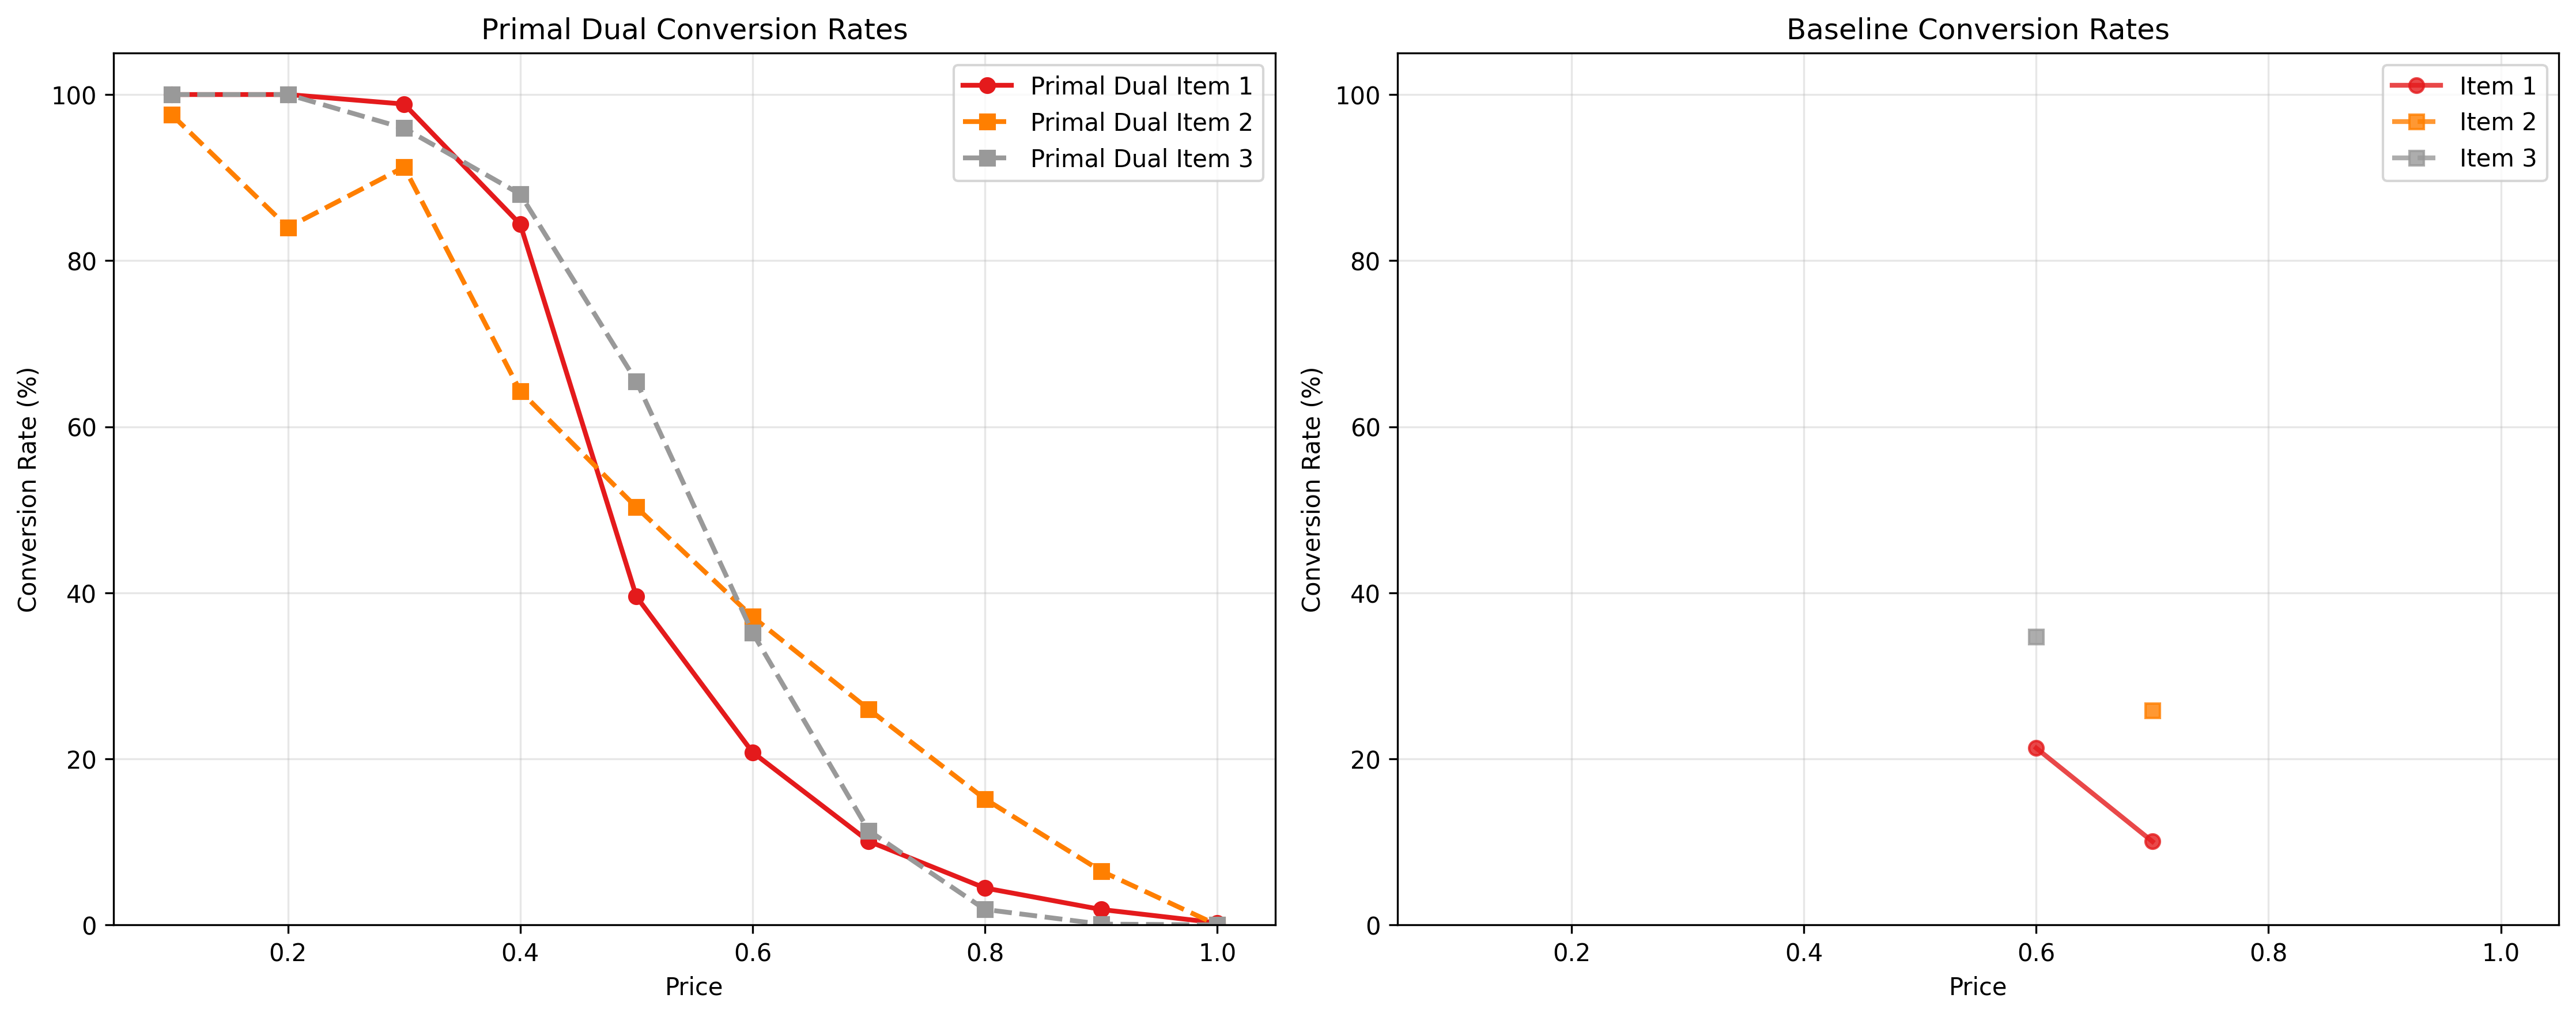 Primal Dual Conversion Rates
Primal Dual Item 1
Primal Dual Item 2
Primal Dual Item 3
Conversion Rate (%)
100
80
60
40
20
0
0.2
0.4
0.6
0.8
1.0
Price
Baseline Conversion Rates
Item 1
Item 2
Item 3
Conversion Rate (%)
100
80
60
40
20
0
0.2
0.4
0.6
0.8
1.0
Price